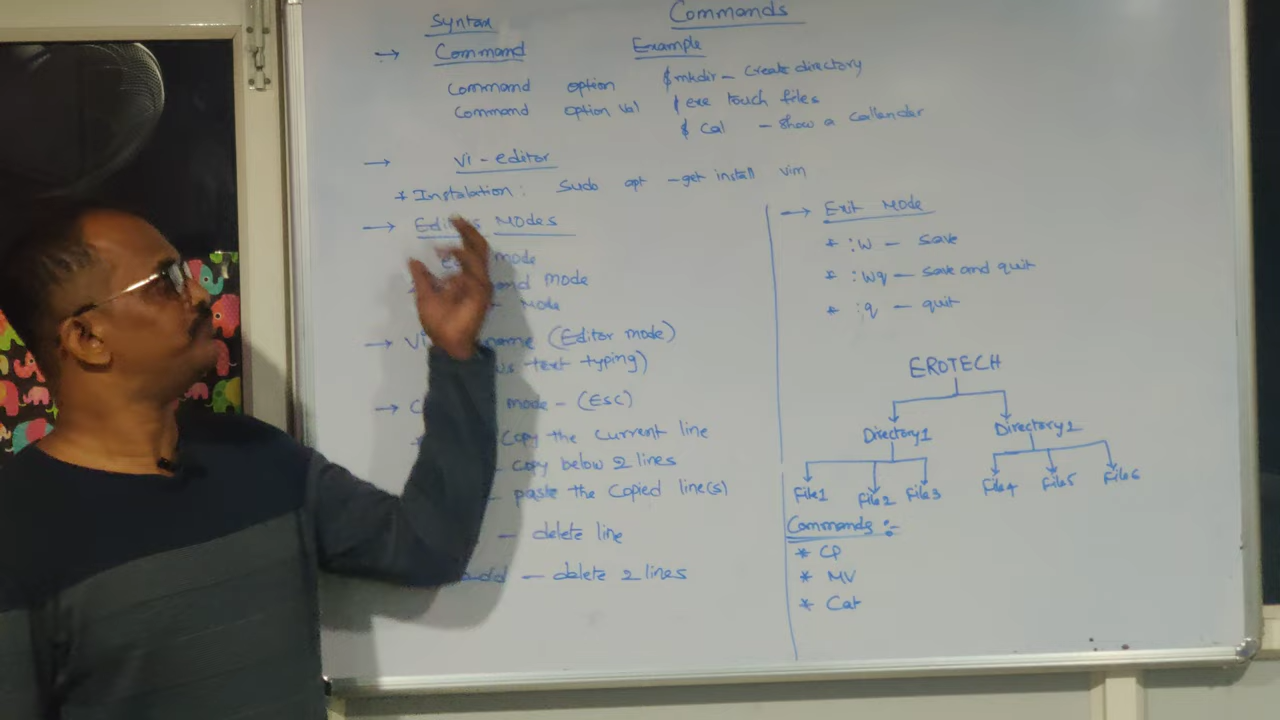 Commands
Syntax
→ Command Example
Command option $mkdir - Create directory
Command option Val exe touch files
$ Cal - Show a Callendar
→ Vi - editor
* Instalation: Sudo apt -get install vim
→ Modes
mode
mode
Mode
→ (Editor mode)
text typing)
→ mode - (Esc)
Copy the current line
- copy below 2 lines
- paste the Copied line(s)
- delete line
- delete 2 lines
→ Exit Mode
* :w - save
* :wq - save and quit
* :q - quit
EROTECH
Directory1 Directory2
File1 File2 File3 File4 File5 File6
Commands :-
* CP
* MV
* Cat